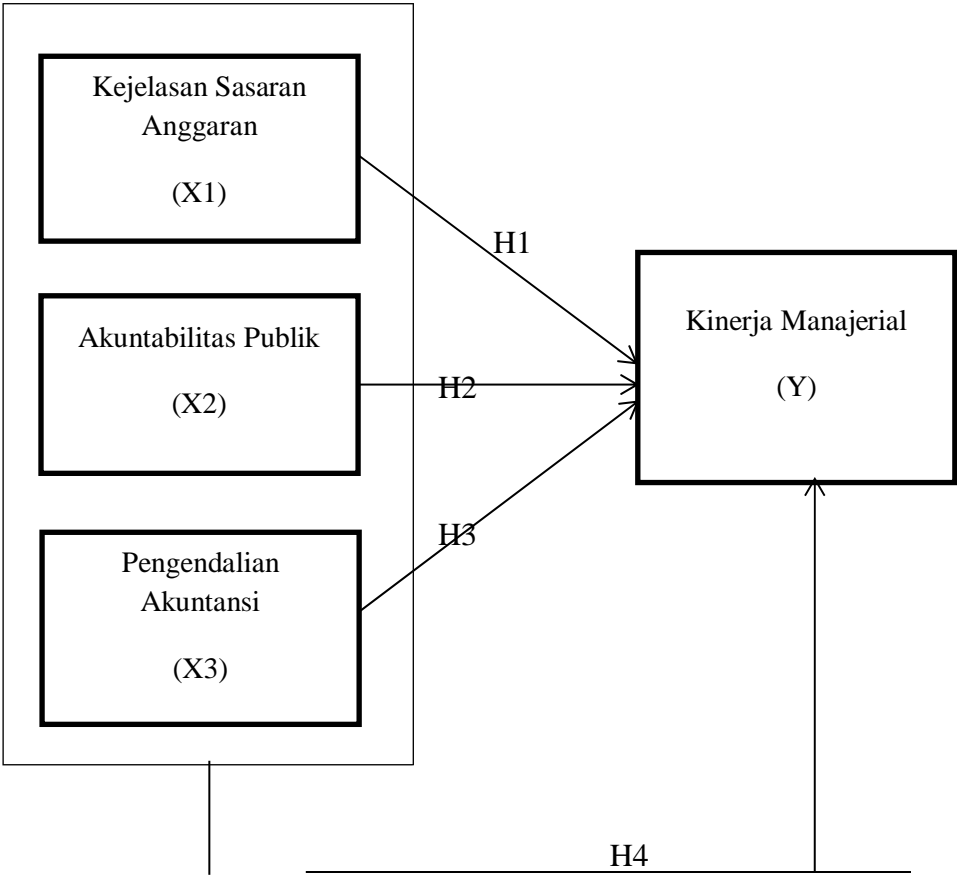 Kejelasan Sasaran
Anggaran
(X1)
H1
Akuntabilitas Publik
(X2)
H2
Kinerja Manajerial
(Y)
Pengendalian
Akuntansi
(X3)
H3
H4